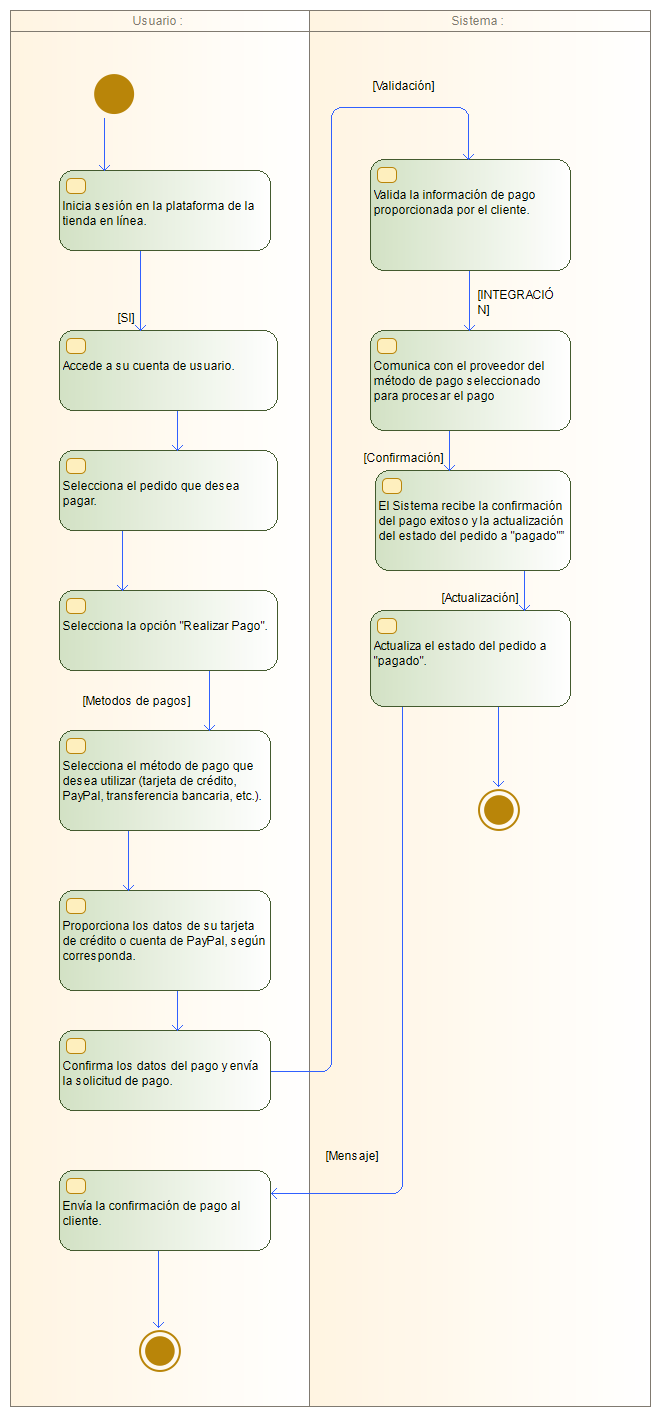 Usuario :
Sistema :
Inicia sesión en la plataforma de la
tienda en línea.
[SI]
Accede a su cuenta de usuario.
Selecciona el pedido que desea
pagar.
Selecciona la opción "Realizar Pago".
[Metodos de pagos]
Selecciona el método de pago que
desea utilizar (tarjeta de crédito,
PayPal, transferencia bancaria, etc.).
Proporciona los datos de su tarjeta
de crédito o cuenta de PayPal, según
corresponda.
Confirma los datos del pago y envía
la solicitud de pago.
[Validación]
Valida la información de pago
proporcionada por el cliente.
[INTEGRACIÓ
N]
Comunica con el proveedor del
método de pago seleccionado
para procesar el pago
[Confirmación]
El Sistema recibe la confirmación
del pago exitoso y la actualización
del estado del pedido a "pagado""
[Actualización]
Actualiza el estado del pedido a
"pagado".
[Mensaje]
Envía la confirmación de pago al
cliente.